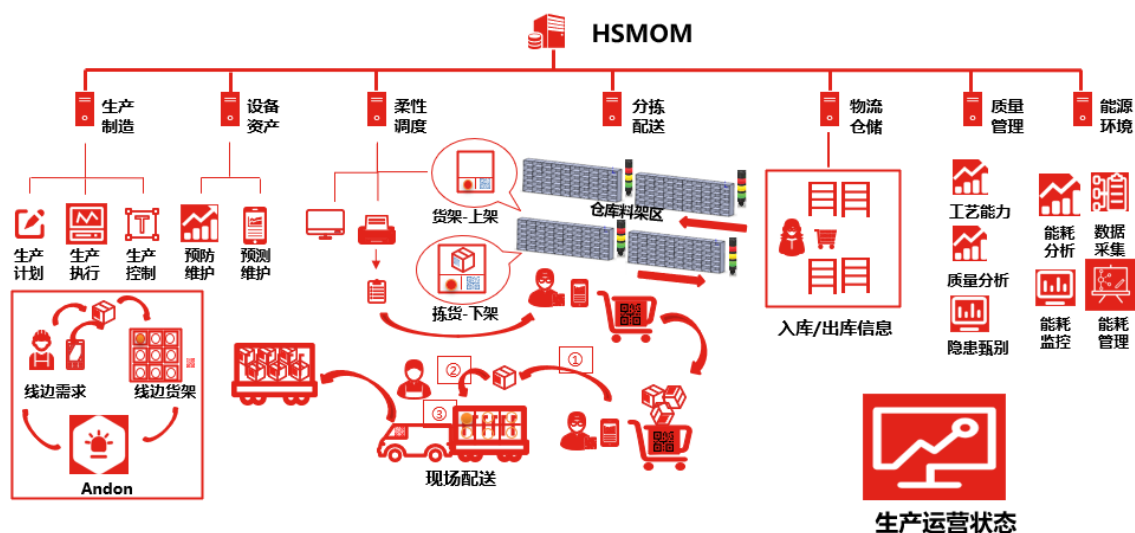 HSMOM
生产
制造
设备
资产
柔性
调度
分拣
配送
物流
仓储
质量
管理
能源
环境
生产
计划
生产
执行
T
生产
控制
预防
维护
预测
维护
货架-上架
仓库料架区
拣货-下架
入库/出库信息
工艺能力
质量分析
隐患甄别
能耗
分析
数据
采集
能耗
监控
能耗
管理
线边需求
线边货架
Andon
①
②
③
现场配送
生产运营状态